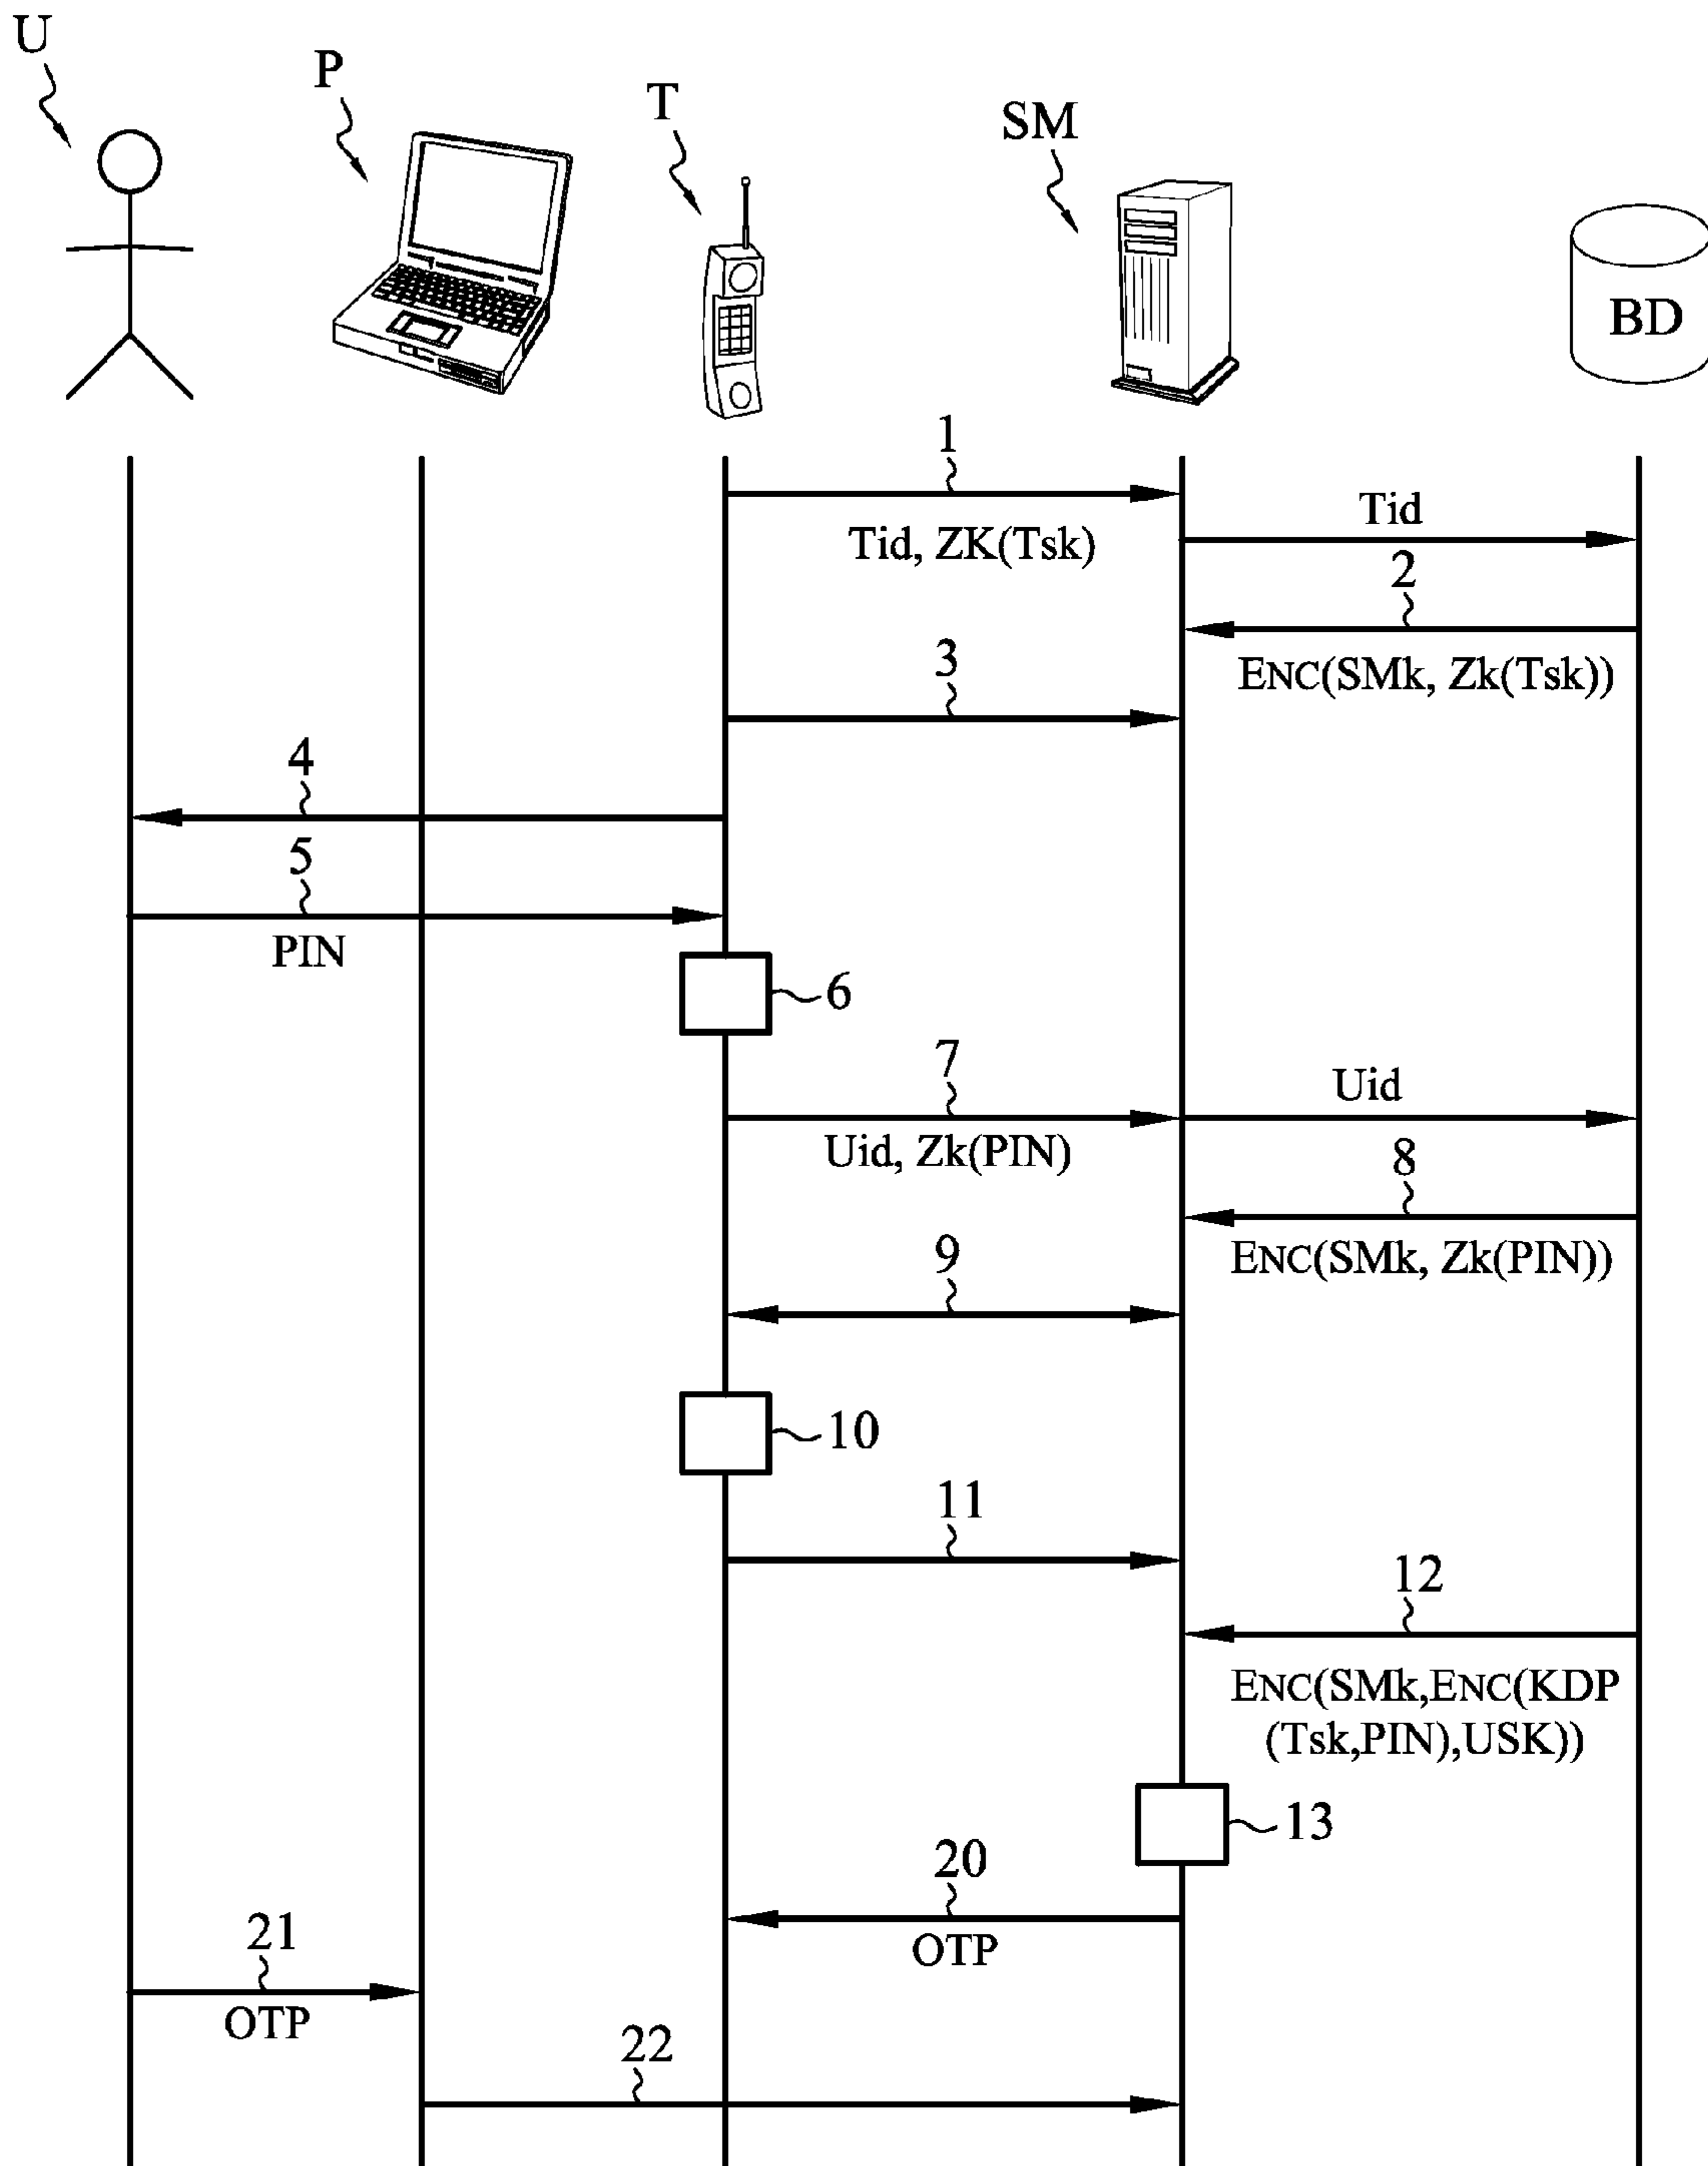 U
P
T
SM
BD
1
Tid, ZK(Tsk)
Tid
2
ENC(SMk, Zk(Tsk))
3
4
5
PIN
6
7
Uid, Zk(PIN)
Uid
8
ENC(SMk, Zk(PIN))
9
10
11
12
ENC(SMk,ENC(KDP
(Tsk,PIN),USK))
13
20
OTP
21
OTP
22